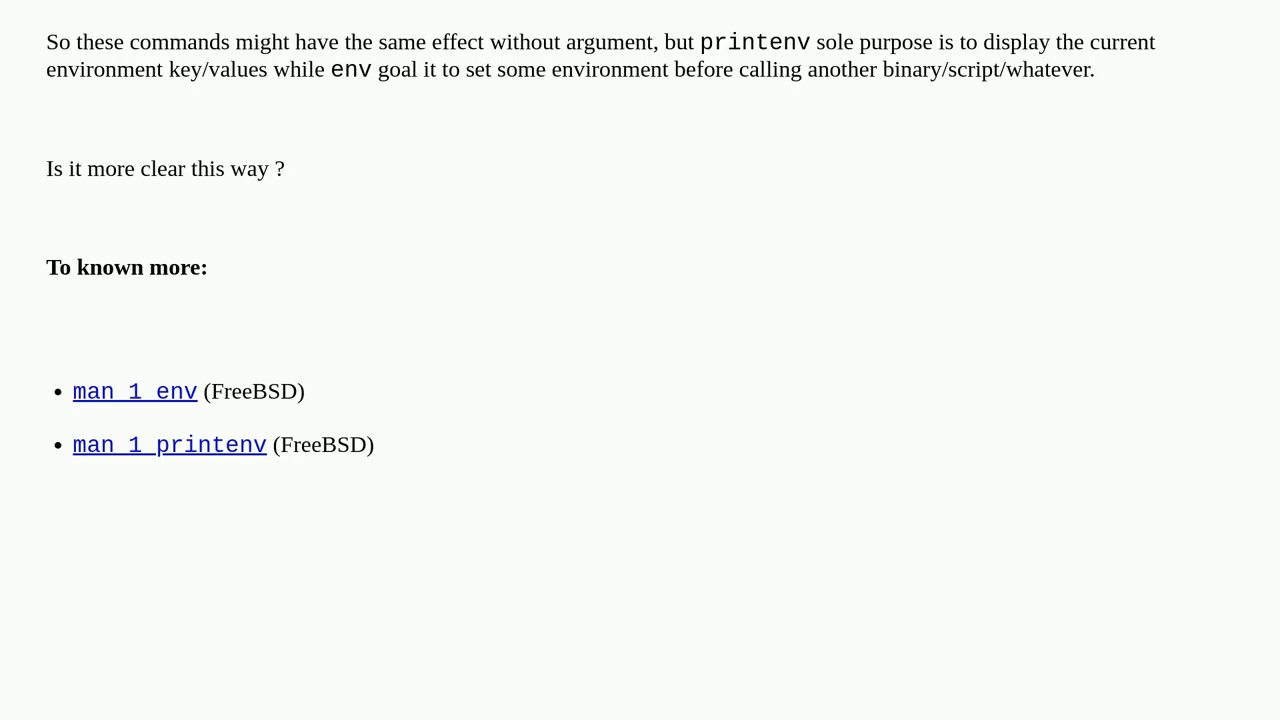 So these commands might have the same effect without argument, but printenv sole purpose is to display the current
environment key/values while env goal it to set some environment before calling another binary/script/whatever.
Is it more clear this way ?
To known more:
• man 1 env (FreeBSD)
• man 1 printenv (FreeBSD)